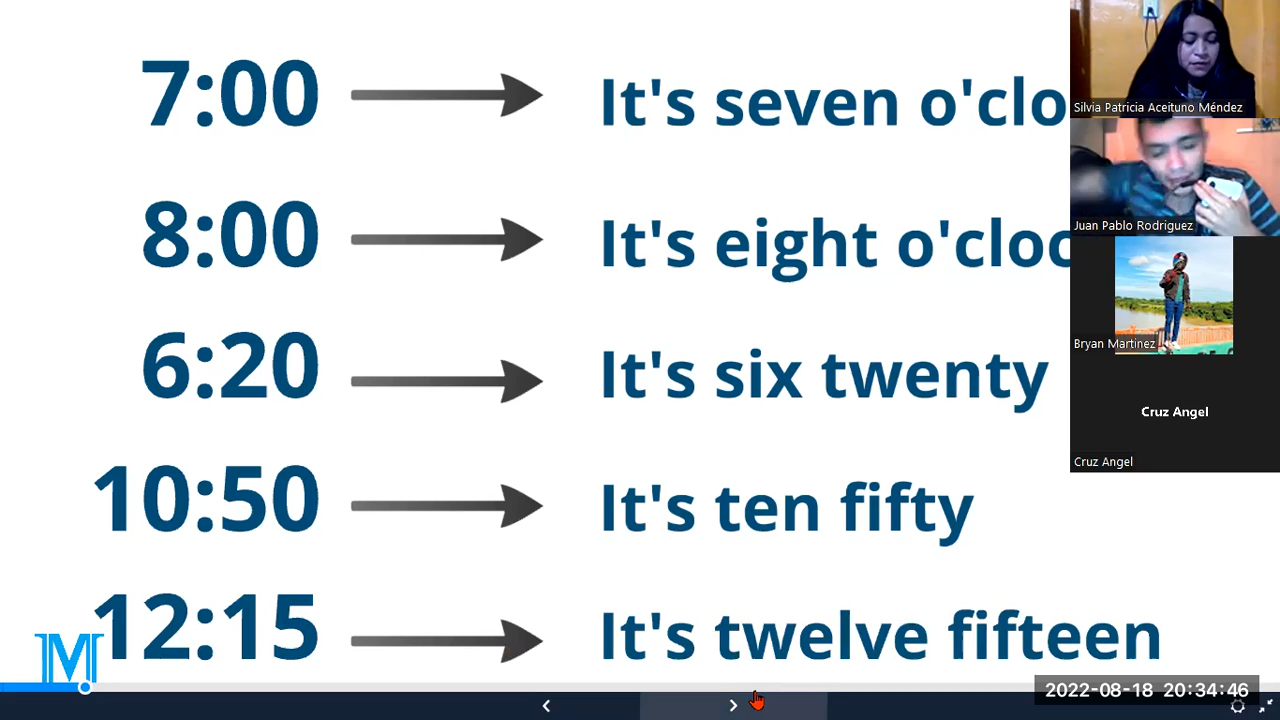 7:00 It's seven o'clo
8:00 It's eight o'cloc
6:20 It's six twenty
10:50 It's ten fifty
12:15 It's twelve fifteen
M
Silvia Patricia Aceituno Méndez
Juan Pablo Rodriguez
Bryan Martinez
Cruz Angel
Cruz Angel
2022-08-18 20:34:46